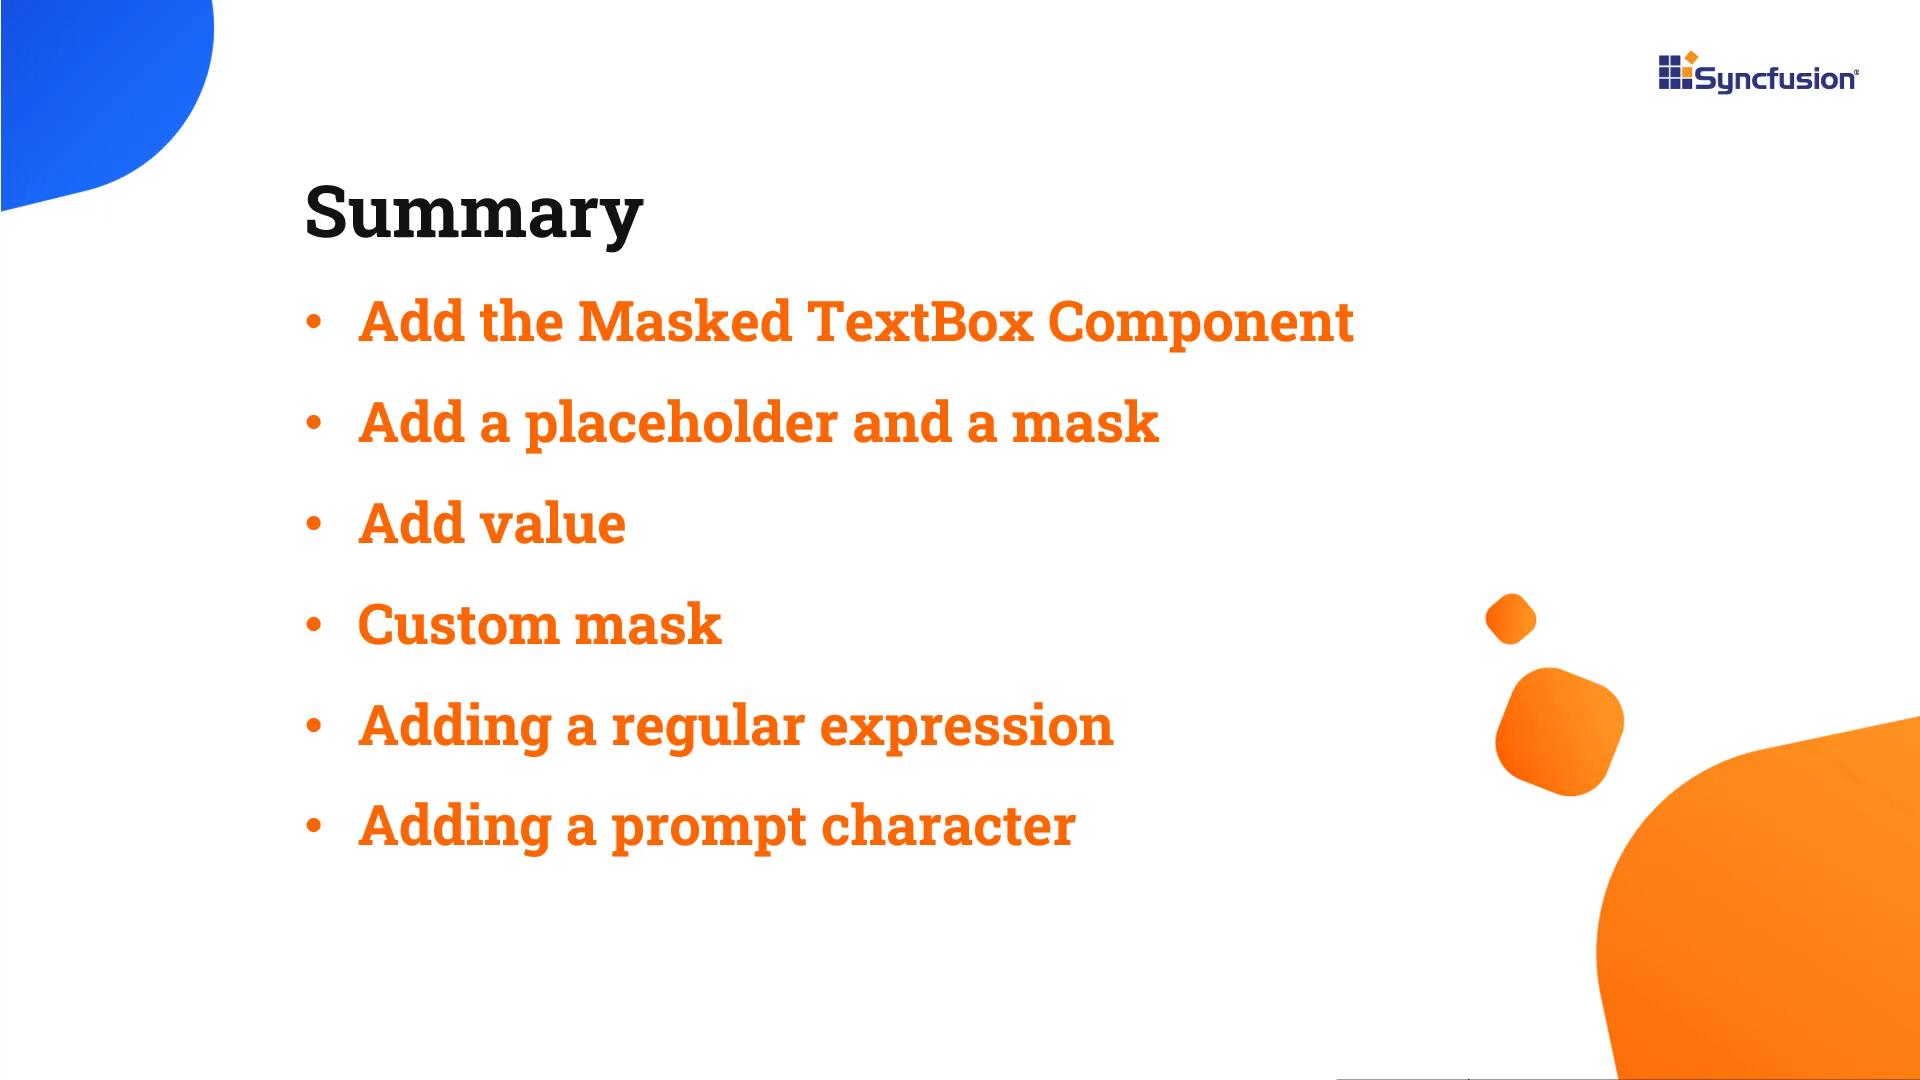 Syncfusion®
Summary
• Add the Masked TextBox Component
• Add a placeholder and a mask
• Add value
• Custom mask
• Adding a regular expression
• Adding a prompt character